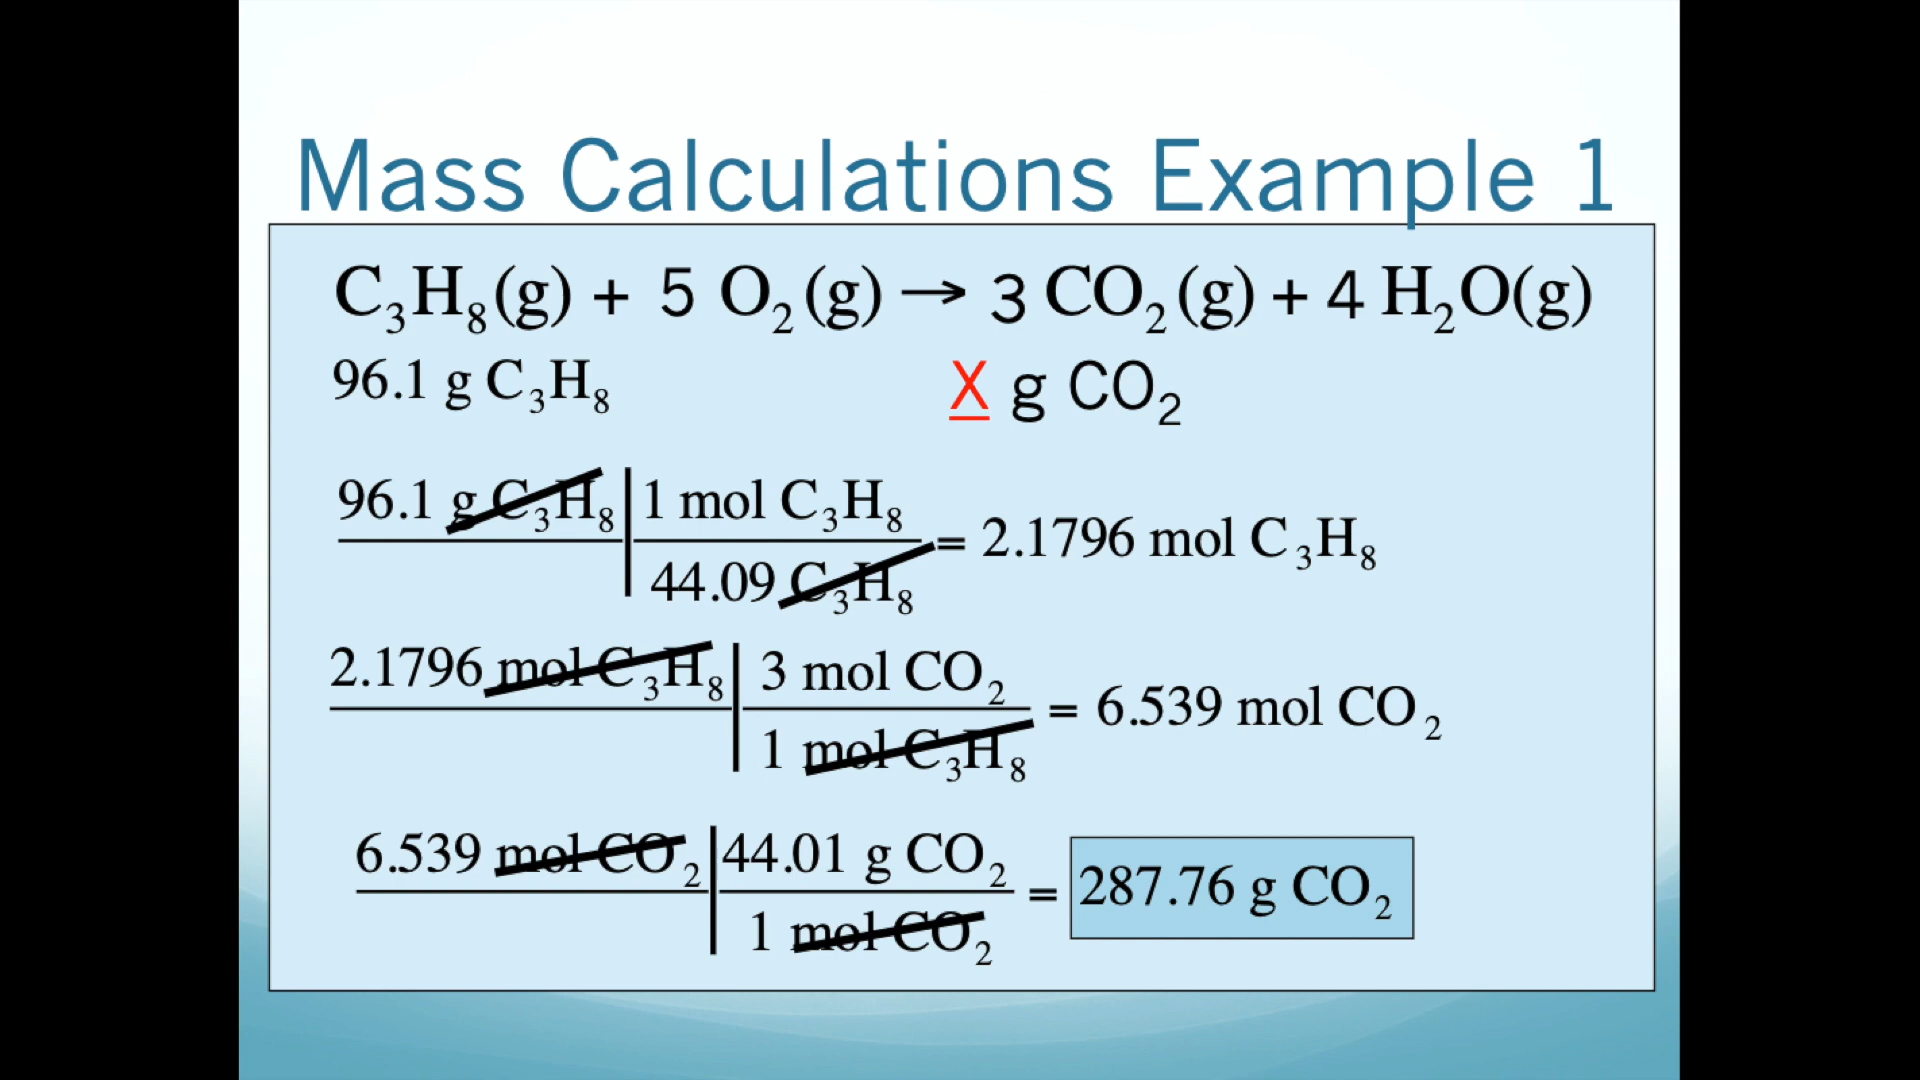 Mass Calculations Example 1
C₃H₈(g) + 5 O₂(g) → 3 CO₂(g) + 4 H₂O(g)
96.1 g C₃H₈ X g CO₂
96.1 g C₃H₈ | 1 mol C₃H₈
= 2.1796 mol C₃H₈
44.09 C₃H₈
2.1796 mol C₃H₈ | 3 mol CO₂
= 6.539 mol CO₂
1 mol C₃H₈
6.539 mol CO₂ | 44.01 g CO₂
= 287.76 g CO₂
1 mol CO₂